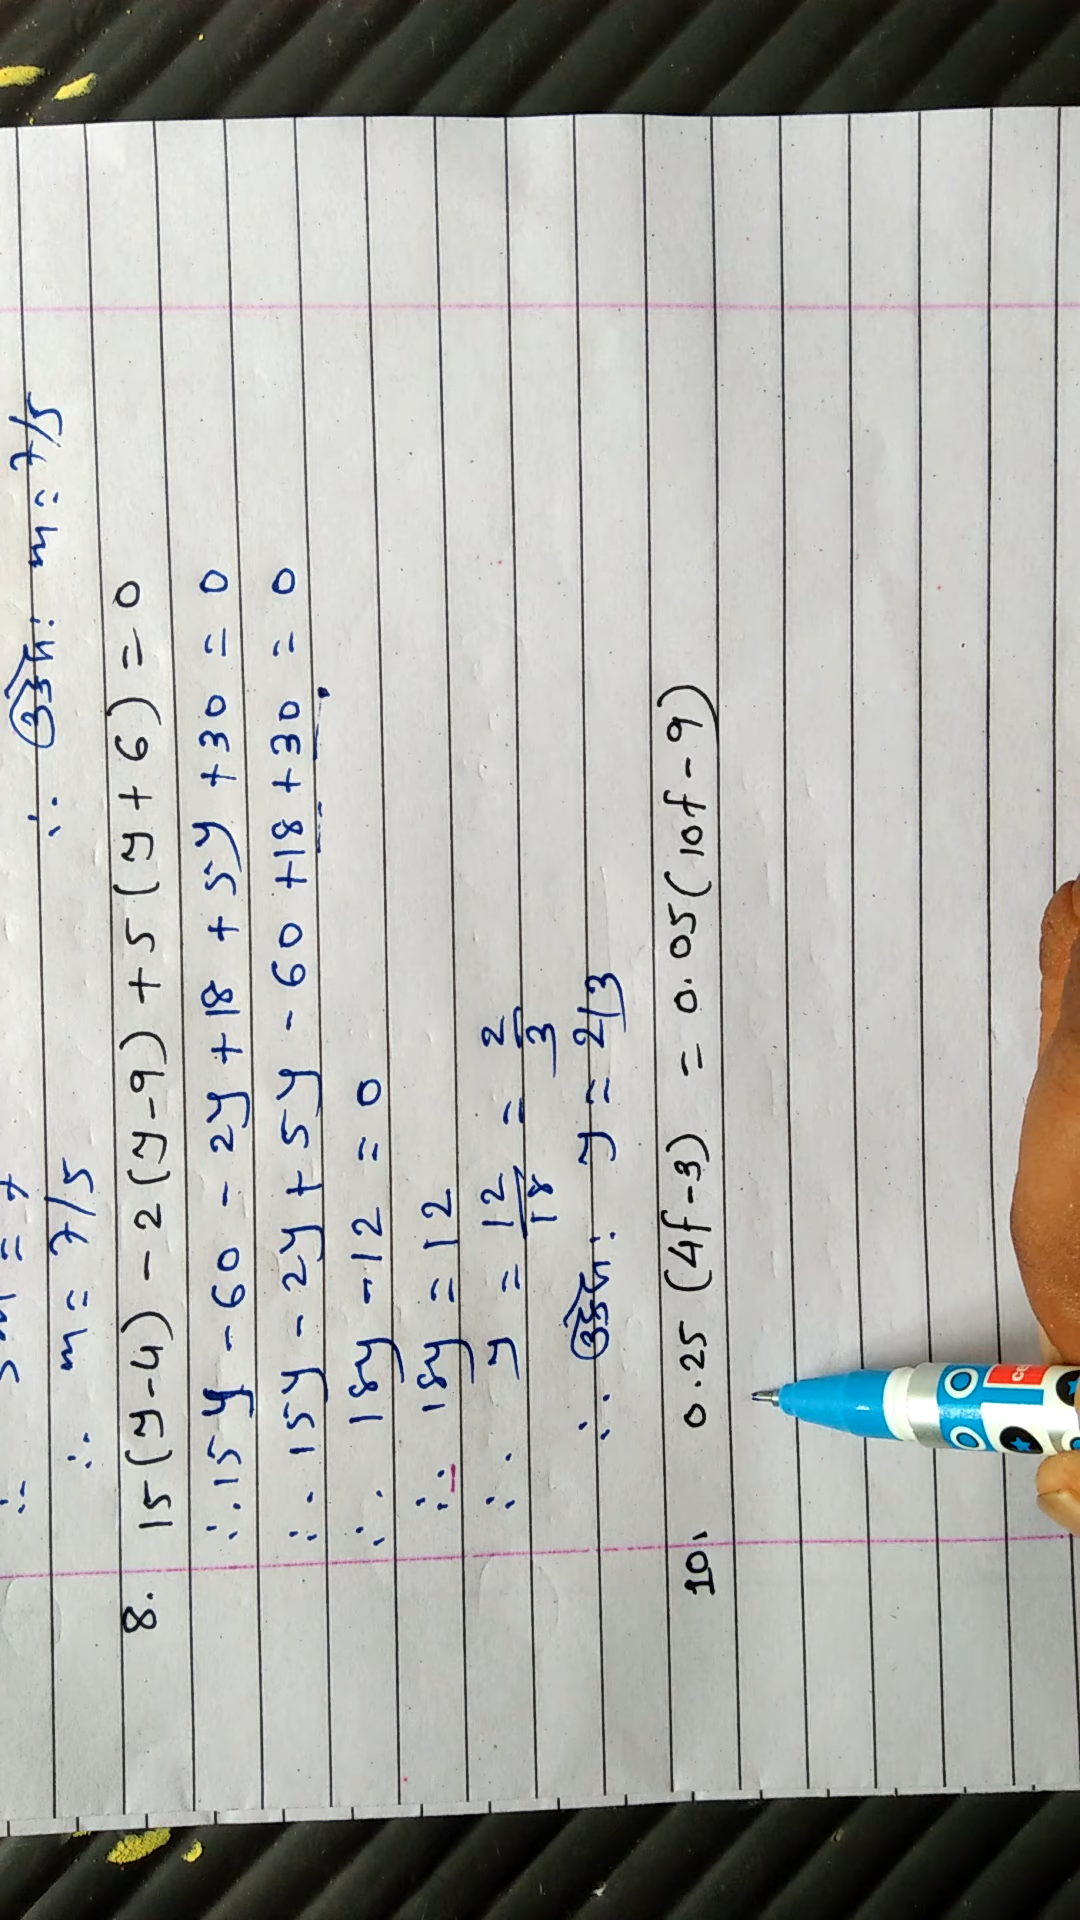 ∴ m = 7/5 ∴ उत्तर: m = 7/5
8. 15(y-4) - 2(y-9) + 5(y+6) = 0
∴ 15y - 60 - 2y + 18 + 5y + 30 = 0
∴ 15y - 2y + 5y - 60 + 18 + 30 = 0
∴ 18y - 12 = 0
∴ 18y = 12
∴ y = 12/18 = 2/3
∴ उत्तर: y = 2/3
10. 0.25 (4f-3) = 0.05(10f-9)